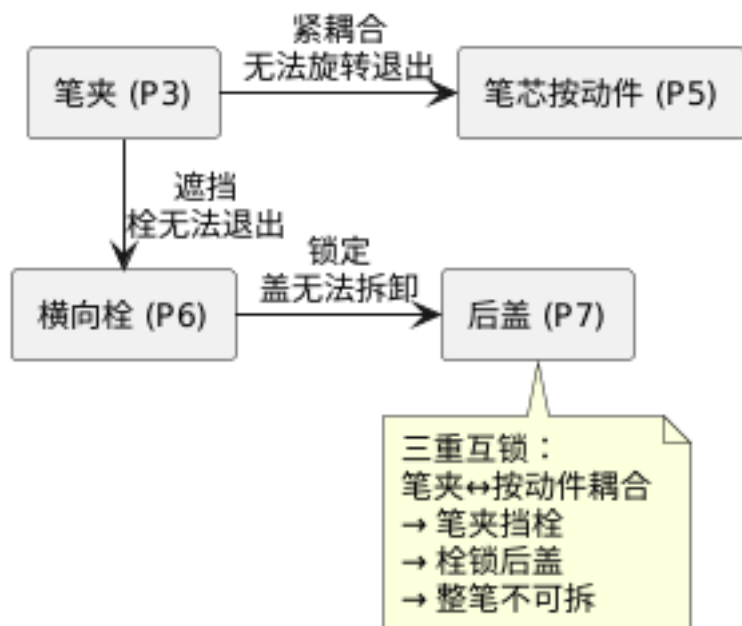 紧耦合
无法旋转退出
笔夹 (P3)
笔芯按动件 (P5)
遮挡
栓无法退出
锁定
盖无法拆卸
横向栓 (P6)
后盖 (P7)
三重互锁：
笔夹↔按动件耦合
→ 笔夹挡栓
→ 栓锁后盖
→ 整笔不可拆